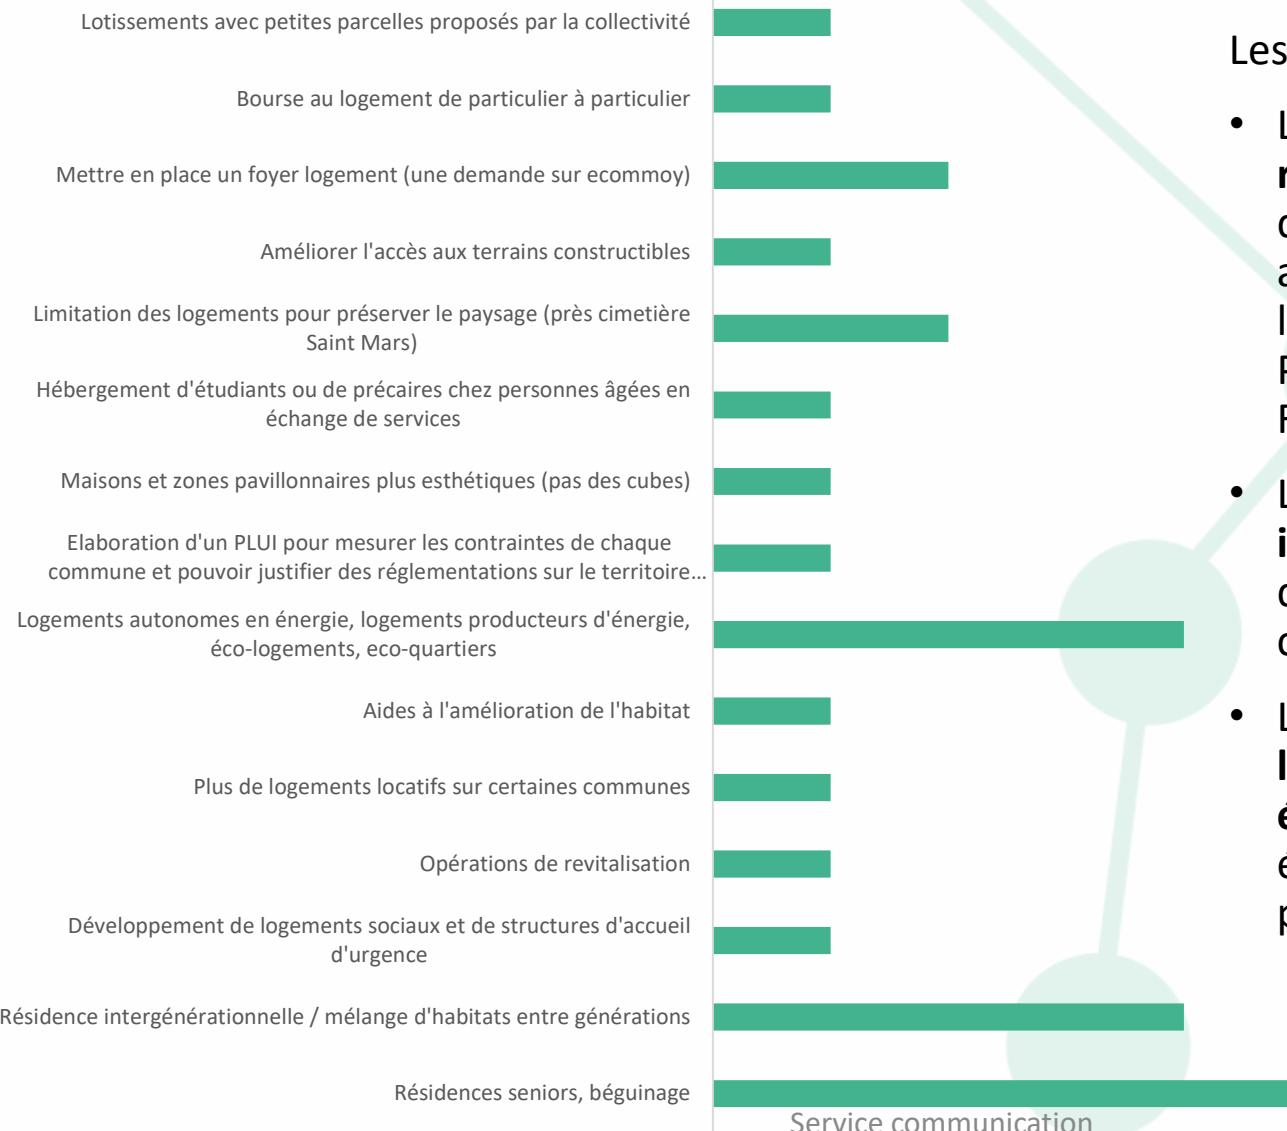 Lotissements avec petites parcelles proposés par la collectivité
Bourse au logement de particulier à particulier
Mettre en place un foyer logement (une demande sur ecommoy)
Améliorer l'accès aux terrains constructibles
Limitation des logements pour préserver le paysage (près cimetière
Saint Mars)
Hébergement d'étudiants ou de précaires chez personnes âgées en
échange de services
Maisons et zones pavillonnaires plus esthétiques (pas des cubes)
Elaboration d'un PLUI pour mesurer les contraintes de chaque
commune et pouvoir justifier des réglementations sur le territoire...
Logements autonomes en énergie, logements producteurs d'énergie,
éco-logements, eco-quartiers
Aides à l'amélioration de l'habitat
Plus de logements locatifs sur certaines communes
Opérations de revitalisation
Développement de logements sociaux et de structures d'accueil
d'urgence
Résidence intergénérationnelle / mélange d'habitats entre générations
Résidences seniors, béguinage
Service communication
Les